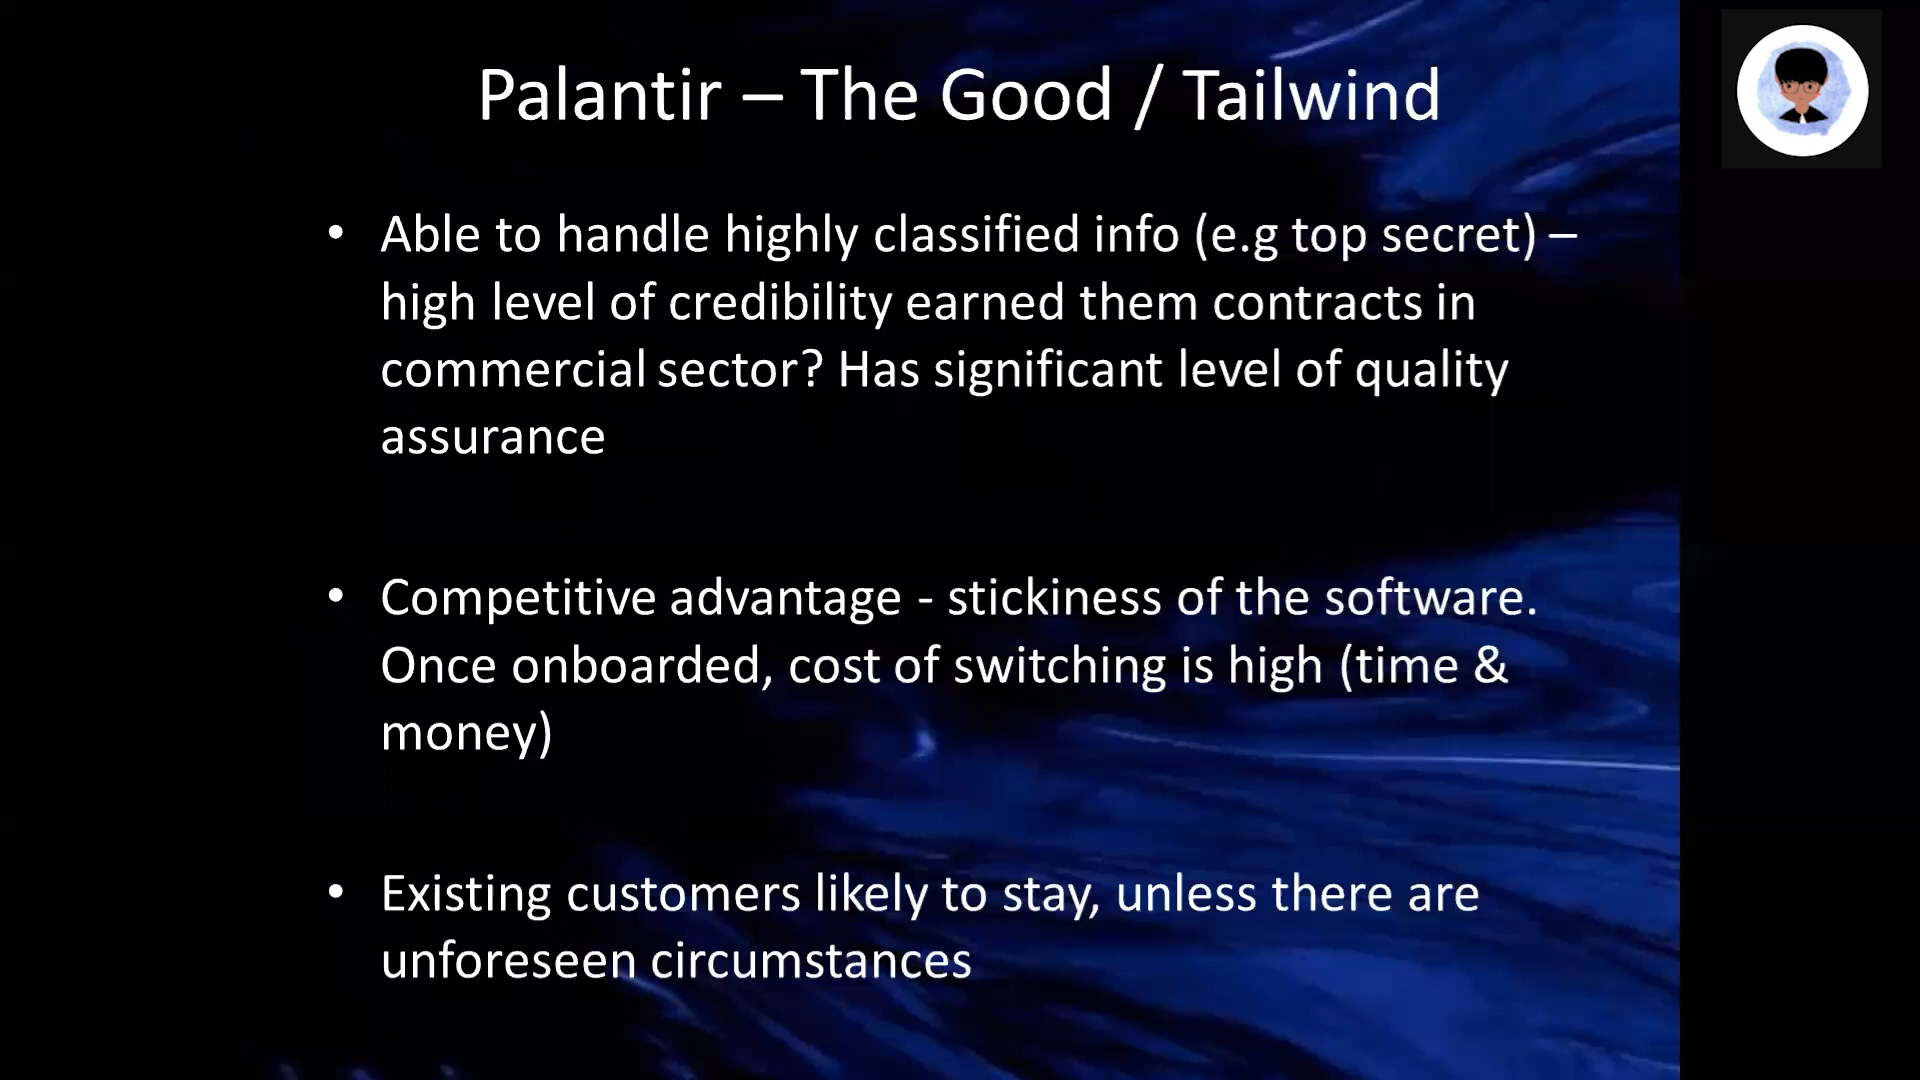 Palantir – The Good / Tailwind
• Able to handle highly classified info (e.g top secret) –
high level of credibility earned them contracts in
commercial sector? Has significant level of quality
assurance
• Competitive advantage - stickiness of the software.
Once onboarded, cost of switching is high (time &
money)
• Existing customers likely to stay, unless there are
unforeseen circumstances